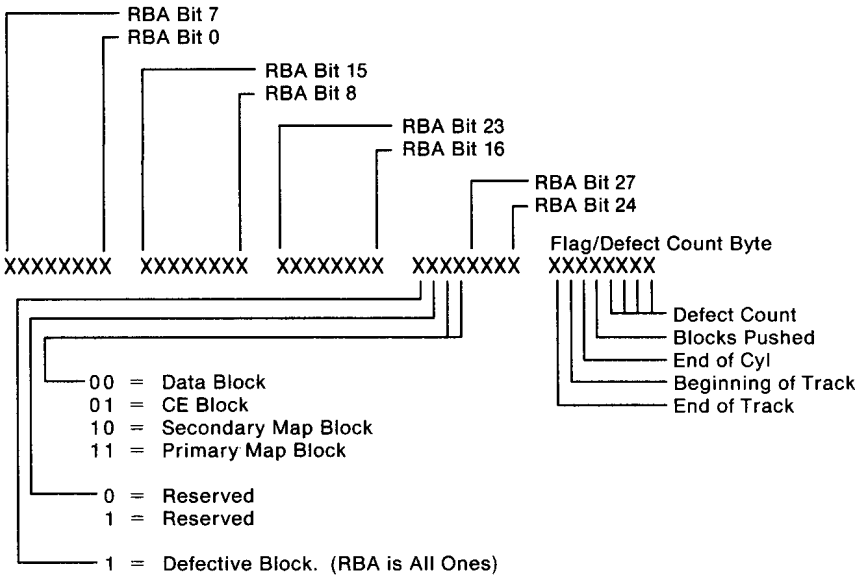 RBA Bit 7
RBA Bit 0
RBA Bit 15
RBA Bit 8
RBA Bit 23
RBA Bit 16
RBA Bit 27
RBA Bit 24
Flag/Defect Count Byte
XXXXXXXX XXXXXXXX XXXXXXXX XXXXXXXX XXXXXXXX
Defect Count
Blocks Pushed
End of Cyl
Beginning of Track
End of Track
00 = Data Block
01 = CE Block
10 = Secondary Map Block
11 = Primary Map Block
0 = Reserved
1 = Reserved
1 = Defective Block. (RBA is All Ones)